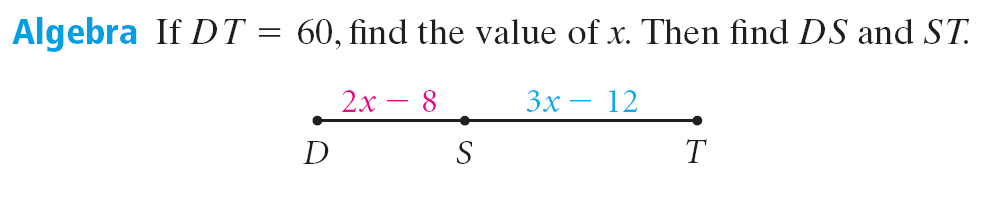 Algebra If DT = 60, find the value of x. Then find DS and ST.
2x − 8 3x − 12
D S T